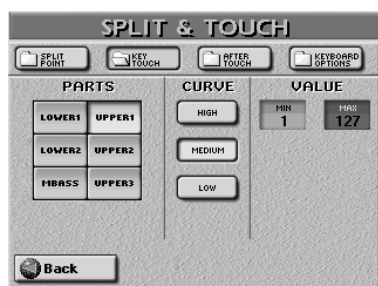 SPLIT & TOUCH
SPLIT POINT
KEY TOUCH
AFTER TOUCH
KEYBOARD OPTIONS
PARTS
CURVE
VALUE
LOWER1 UPPER1
LOWER2 UPPER2
MBASS UPPER3
HIGH
MEDIUM
LOW
MIN
1
MAX
127
Back